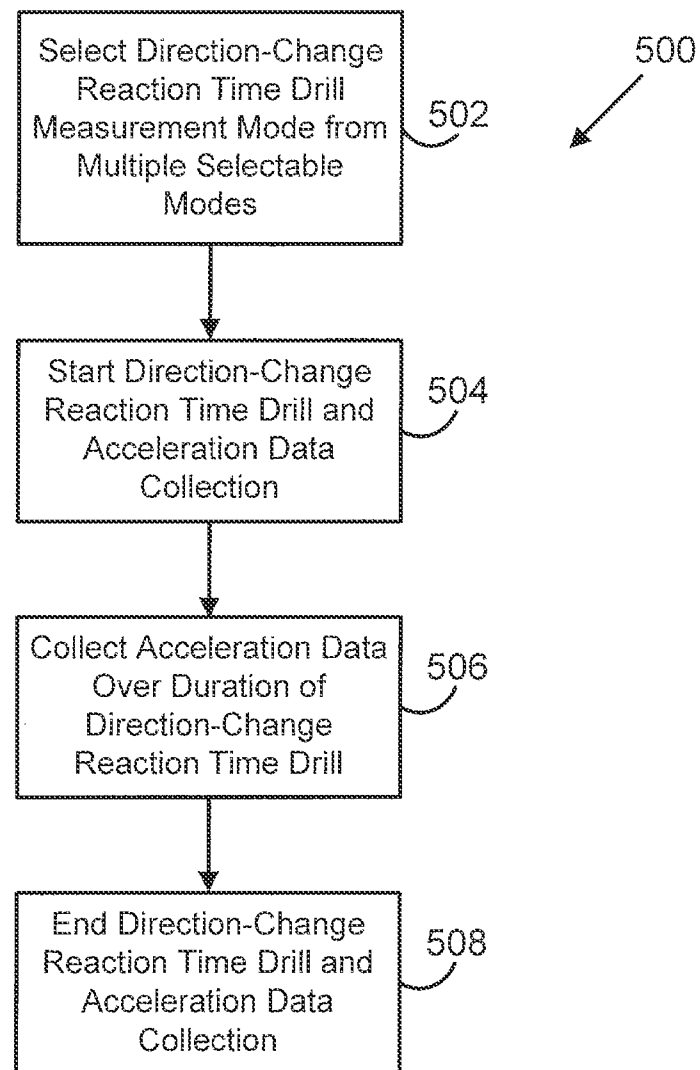 Select Direction-Change
Reaction Time Drill
Measurement Mode from
Multiple Selectable
Modes
502
500
Start Direction-Change
Reaction Time Drill and
Acceleration Data
Collection
504
Collect Acceleration Data
Over Duration of
Direction-Change
Reaction Time Drill
506
End Direction-Change
Reaction Time Drill and
Acceleration Data
Collection
508